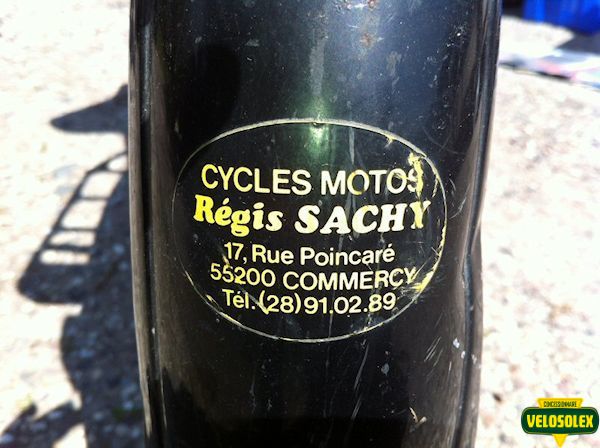 CYCLES MOTOS
Régis SACHY
17, Rue Poincaré
55200 COMMERCY
Tél.(28)91.02.89
CONCESSIONNAIRE
VELOSOLEX